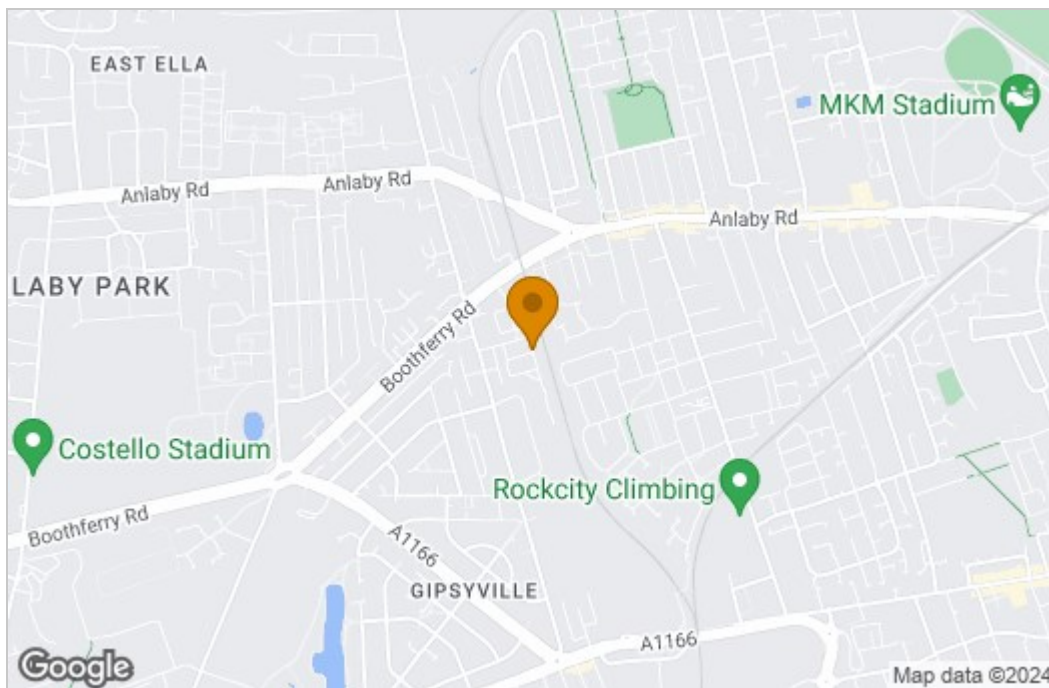 EAST ELLA
MKM Stadium
Anlaby Rd
Anlaby Rd
Anlaby Rd
LABY PARK
Boothferry Rd
Costello Stadium
Rockcity Climbing
Boothferry Rd
A1166
GIPSYVILLE
A1166
Google
Map data ©2024